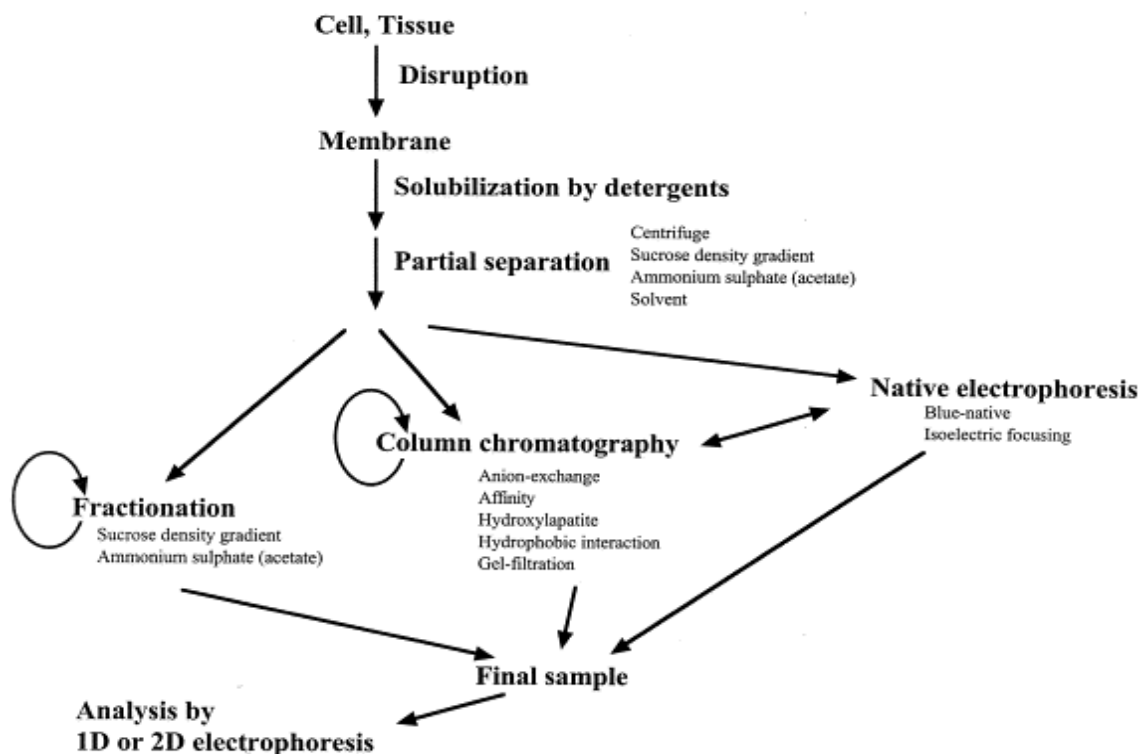 Cell, Tissue
Disruption
Membrane
Solubilization by detergents
Partial separation
Centrifuge
Sucrose density gradient
Ammonium sulphate (acetate)
Solvent
Native electrophoresis
Blue-native
Isoelectric focusing
Column chromatography
Anion-exchange
Affinity
Hydroxylapatite
Hydrophobic interaction
Gel-filtration
Fractionation
Sucrose density gradient
Ammonium sulphate (acetate)
Final sample
Analysis by
1D or 2D electrophoresis